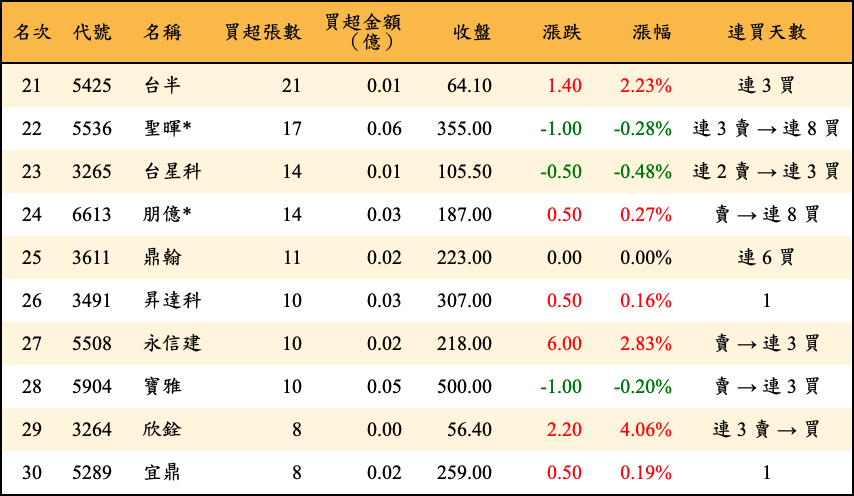 名次 代號 名稱 買超張數 買超金額（億） 收盤 漲跌 漲幅 連買天數
21 5425 台半 21 0.01 64.10 1.40 2.23% 連 3 買
22 5536 聖暉* 17 0.06 355.00 -1.00 -0.28% 連 3 賣 → 連 8 買
23 3265 台星科 14 0.01 105.50 -0.50 -0.48% 連 2 賣 → 連 3 買
24 6613 朋億* 14 0.03 187.00 0.50 0.27% 賣 → 連 8 買
25 3611 鼎翰 11 0.02 223.00 0.00 0.00% 連 6 買
26 3491 昇達科 10 0.03 307.00 0.50 0.16% 1
27 5508 永信建 10 0.02 218.00 6.00 2.83% 賣 → 連 3 買
28 5904 寶雅 10 0.05 500.00 -1.00 -0.20% 賣 → 連 3 買
29 3264 欣銓 8 0.00 56.40 2.20 4.06% 連 3 賣 → 買
30 5289 宜鼎 8 0.02 259.00 0.50 0.19% 1